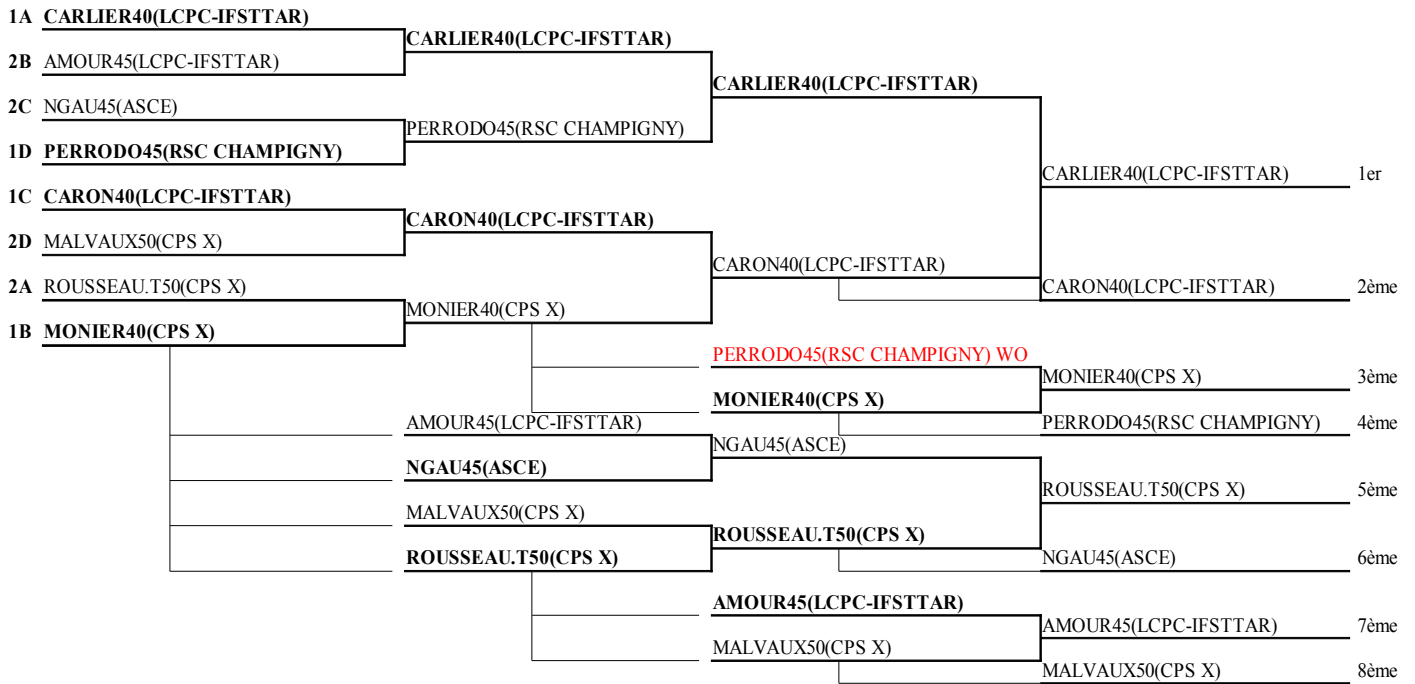 1A CARLIER40(LCPC-IFSTTAR)
CARLIER40(LCPC-IFSTTAR)
2B AMOUR45(LCPC-IFSTTAR)
CARLIER40(LCPC-IFSTTAR)
2C NGAU45(ASCE)
PERRODO45(RSC CHAMPIGNY)
1D PERRODO45(RSC CHAMPIGNY)
CARLIER40(LCPC-IFSTTAR) 1er
1C CARON40(LCPC-IFSTTAR)
CARON40(LCPC-IFSTTAR)
2D MALVAUX50(CPS X)
CARON40(LCPC-IFSTTAR)
2A ROUSSEAU.T50(CPS X)
CARON40(LCPC-IFSTTAR) 2ème
MONIER40(CPS X)
1B MONIER40(CPS X)
PERRODO45(RSC CHAMPIGNY) WO
MONIER40(CPS X) 3ème
MONIER40(CPS X)
AMOUR45(LCPC-IFSTTAR)
PERRODO45(RSC CHAMPIGNY) 4ème
NGAU45(ASCE)
NGAU45(ASCE)
ROUSSEAU.T50(CPS X) 5ème
MALVAUX50(CPS X)
ROUSSEAU.T50(CPS X)
ROUSSEAU.T50(CPS X)
NGAU45(ASCE) 6ème
AMOUR45(LCPC-IFSTTAR)
AMOUR45(LCPC-IFSTTAR) 7ème
MALVAUX50(CPS X)
MALVAUX50(CPS X) 8ème